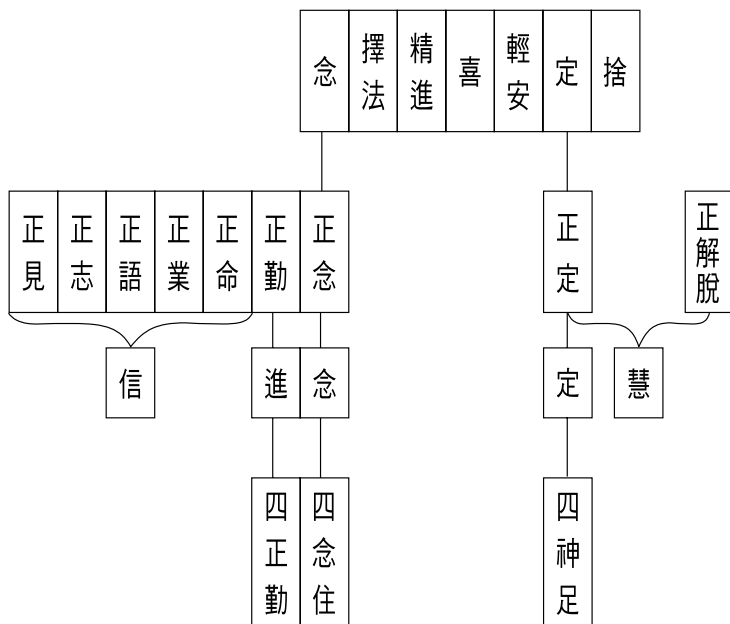 念
擇法
精進
喜
輕安
定
捨
正見
正志
正語
正業
正命
正勤
正念
正定
正解脫
信
進
念
定
慧
四正勤
四念住
四神足